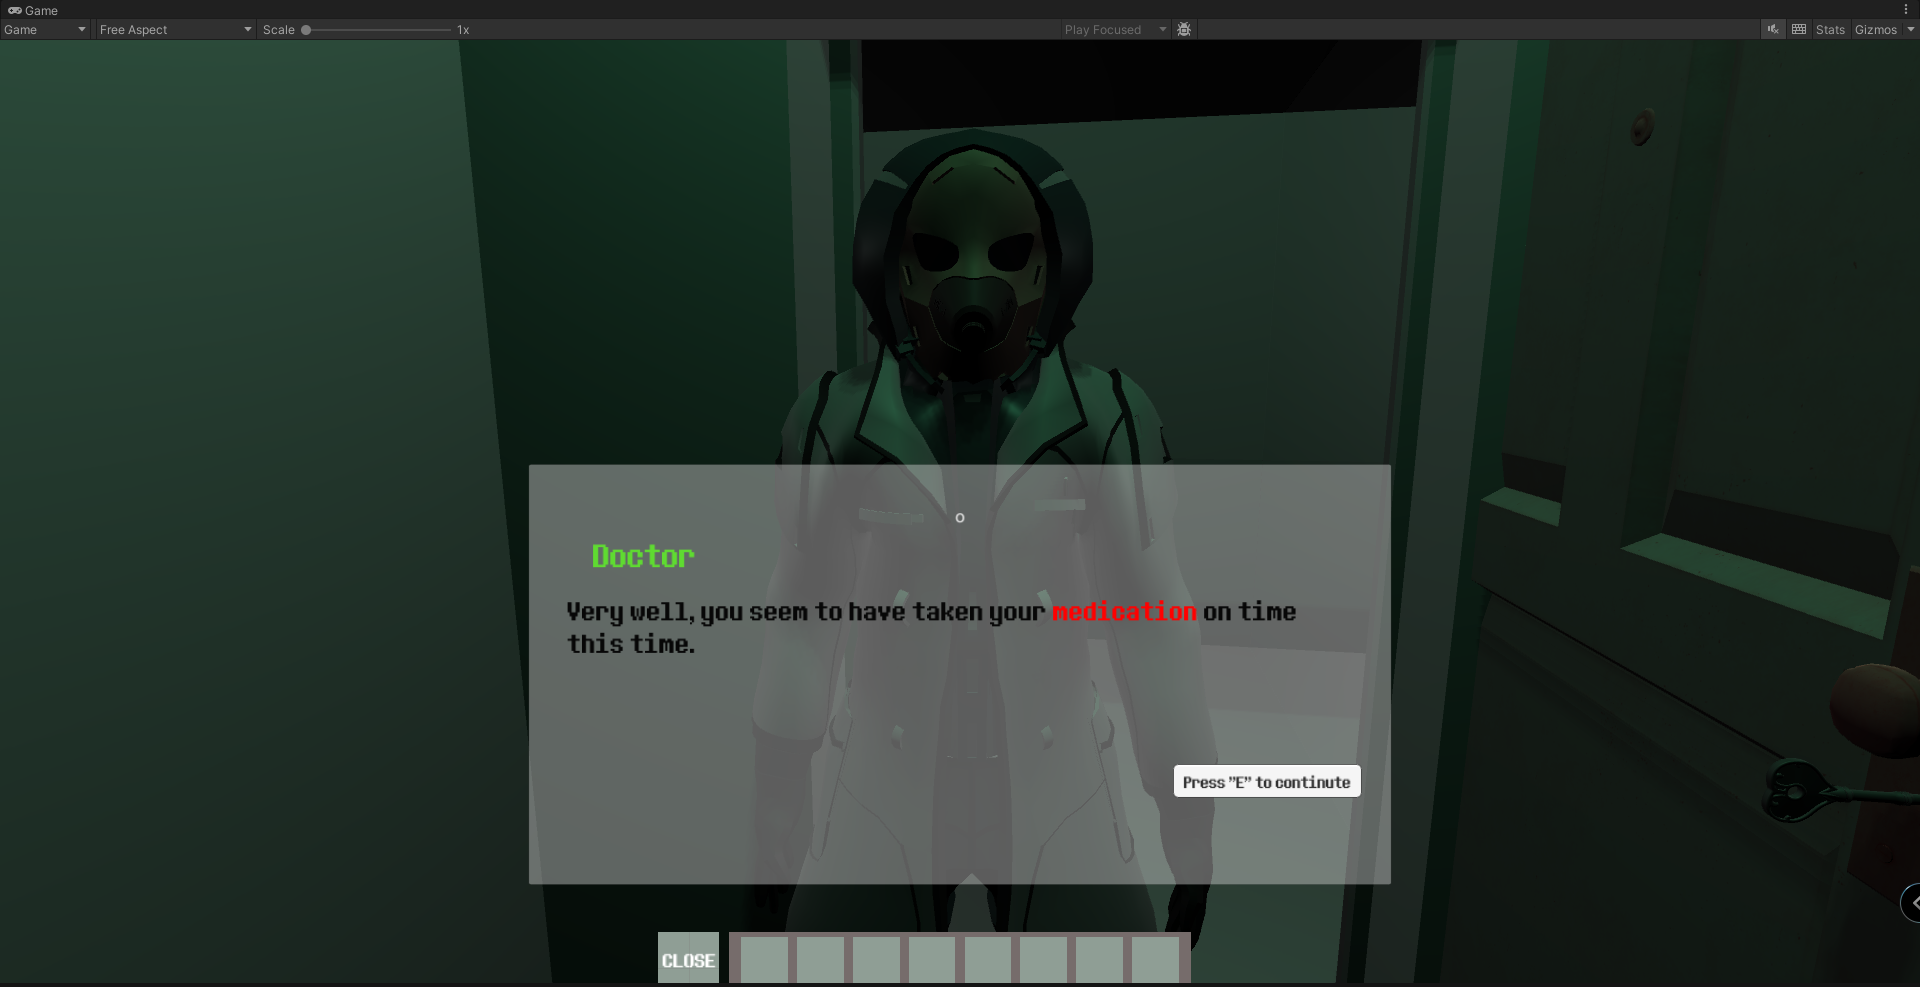 Game
Game Free Aspect Scale 1x Play Focused Stats Gizmos
Doctor
Very well, you seem to have taken your medication on time
this time.
Press "E" to continute
CLOSE